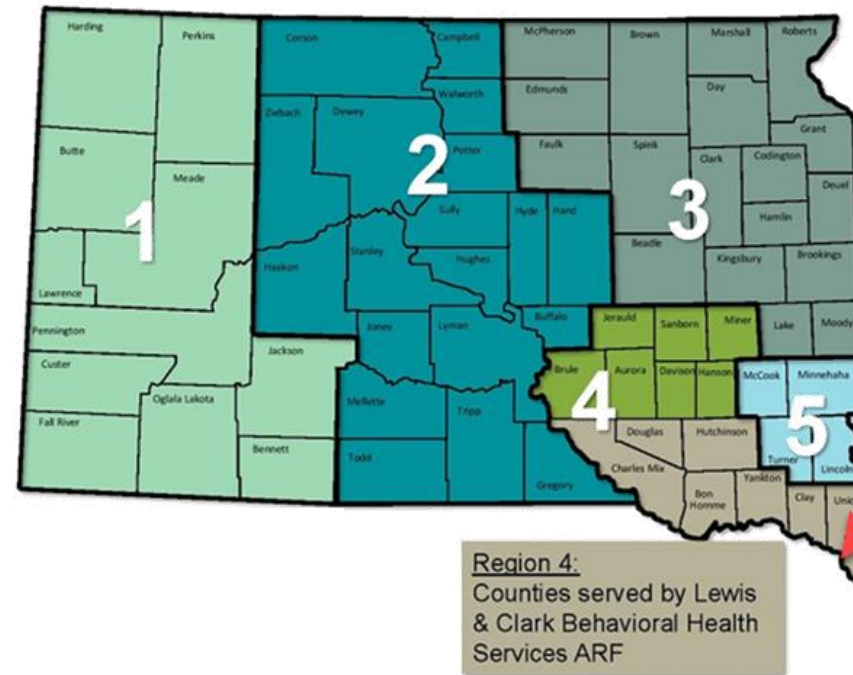 Harding
Perkins
Corson
Campbell
McPherson
Brown
Marshall
Roberts
Walworth
Edmunds
Day
Ziebach
Dewey
Grant
Butte
Potter
Faulk
Spink
Clark
Codington
Meade
1
2
3
Deuel
Sully
Hyde
Hand
Hamlin
Haakon
Stanley
Hughes
Beadle
Kingsbury
Brookings
Lawrence
Pennington
Jones
Lyman
Buffalo
Jerauld
Sanborn
Miner
Lake
Moody
Custer
Jackson
Brule
Aurora
Davison
Hanson
McCook
Minnehaha
4
5
Oglala Lakota
Mellette
Tripp
Fall River
Bennett
Todd
Gregory
Douglas
Hutchinson
Turner
Lincoln
Charles Mix
Yankton
Bon
Homme
Clay
Region 4:
Counties served by Lewis
& Clark Behavioral Health
Services ARF